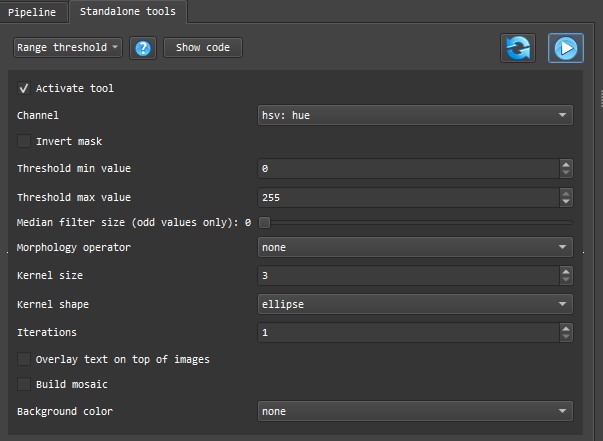 Pipeline Standalone tools
Range threshold ? Show code
Activate tool
Channel hsv: hue
Invert mask
Threshold min value 0
Threshold max value 255
Median filter size (odd values only): 0
Morphology operator none
Kernel size 3
Kernel shape ellipse
Iterations 1
Overlay text on top of images
Build mosaic
Background color none